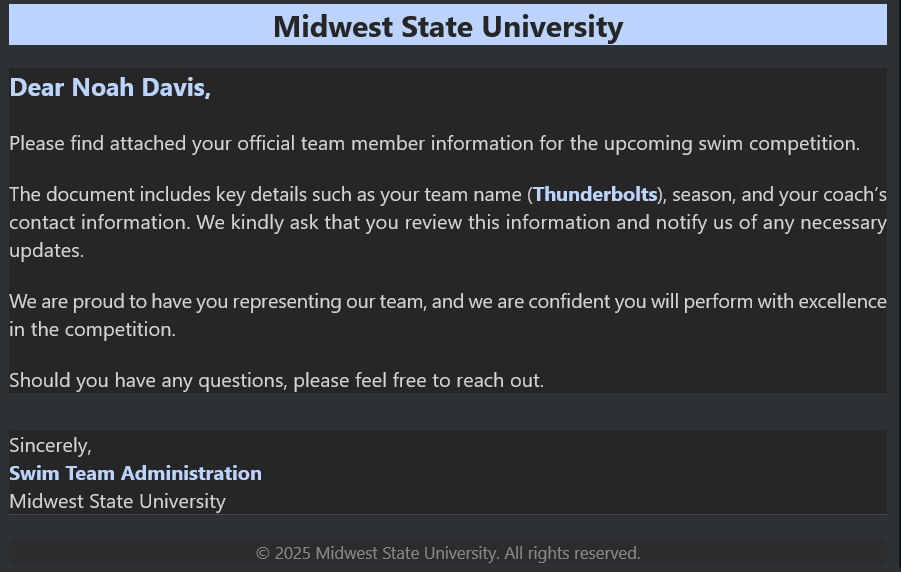 Midwest State University
Dear Noah Davis,
Please find attached your official team member information for the upcoming swim competition.
The document includes key details such as your team name (Thunderbolts), season, and your coach’s
contact information. We kindly ask that you review this information and notify us of any necessary
updates.
We are proud to have you representing our team, and we are confident you will perform with excellence
in the competition.
Should you have any questions, please feel free to reach out.
Sincerely,
Swim Team Administration
Midwest State University
© 2025 Midwest State University. All rights reserved.